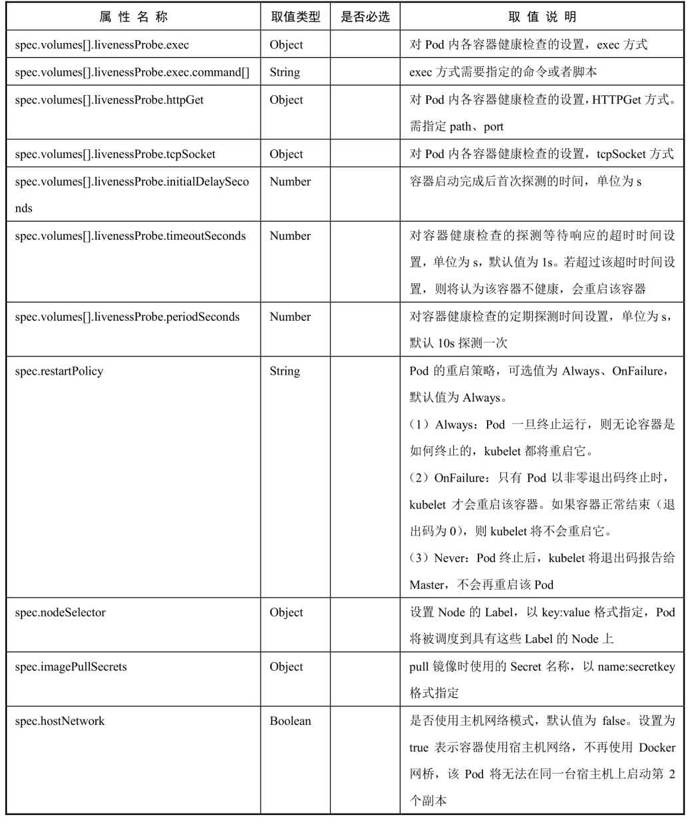 属 性 名 称 取值类型 是否必选 取 值 说 明
spec.volumes[].livenessProbe.exec Object 对 Pod 内各容器健康检查的设置，exec 方式
spec.volumes[].livenessProbe.exec.command[] String exec 方式需要指定的命令或者脚本
spec.volumes[].livenessProbe.httpGet Object 对 Pod 内各容器健康检查的设置，HTTPGet 方式。
需指定 path、port
spec.volumes[].livenessProbe.tcpSocket Object 对 Pod 内各容器健康检查的设置，tcpSocket 方式
spec.volumes[].livenessProbe.initialDelaySeco Number 容器启动完成后首次探测的时间，单位为 s
nds
spec.volumes[].livenessProbe.timeoutSeconds Number 对容器健康检查的探测等待响应的超时时间设
置，单位为 s，默认值为 1s。若超过该超时时间设
置，则将认为该容器不健康，会重启该容器
spec.volumes[].livenessProbe.periodSeconds Number 对容器健康检查的定期探测时间设置，单位为 s，
默认 10s 探测一次
spec.restartPolicy String Pod 的重启策略，可选值为 Always、OnFailure，
默认值为 Always。
（1）Always：Pod 一旦终止运行，则无论容器是
如何终止的，kubelet 都将重启它。
（2）OnFailure：只有 Pod 以非零退出码终止时，
kubelet 才会重启该容器。如果容器正常结束（退
出码为 0），则 kubelet 将不会重启它。
（3）Never：Pod 终止后，kubelet 将退出码报告给
Master，不会再重启该 Pod
spec.nodeSelector Object 设置 Node 的 Label，以 key:value 格式指定，Pod
将被调度到具有这些 Label 的 Node 上
spec.imagePullSecrets Object pull 镜像时使用的 Secret 名称，以 name:secretkey
格式指定
spec.hostNetwork Boolean 是否使用主机网络模式，默认值为 false。设置为
true 表示容器使用宿主机网络，不再使用 Docker
网桥，该 Pod 将无法在同一台宿主机上启动第 2
个副本